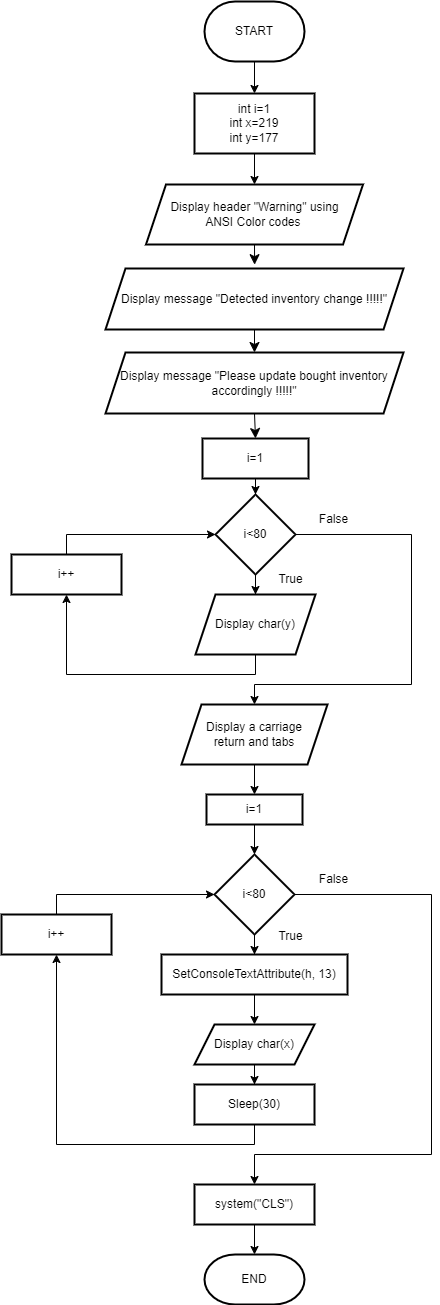 START
int i=1
int x=219
int y=177
Display header "Warning" using
ANSI Color codes
Display message "Detected inventory change !!!!!"
Display message "Please update bought inventory
accordingly !!!!!"
i=1
i<80
False
i++
True
Display char(y)
Display a carriage
return and tabs
i=1
i<80
False
i++
True
SetConsoleTextAttribute(h, 13)
Display char(x)
Sleep(30)
system("CLS")
END